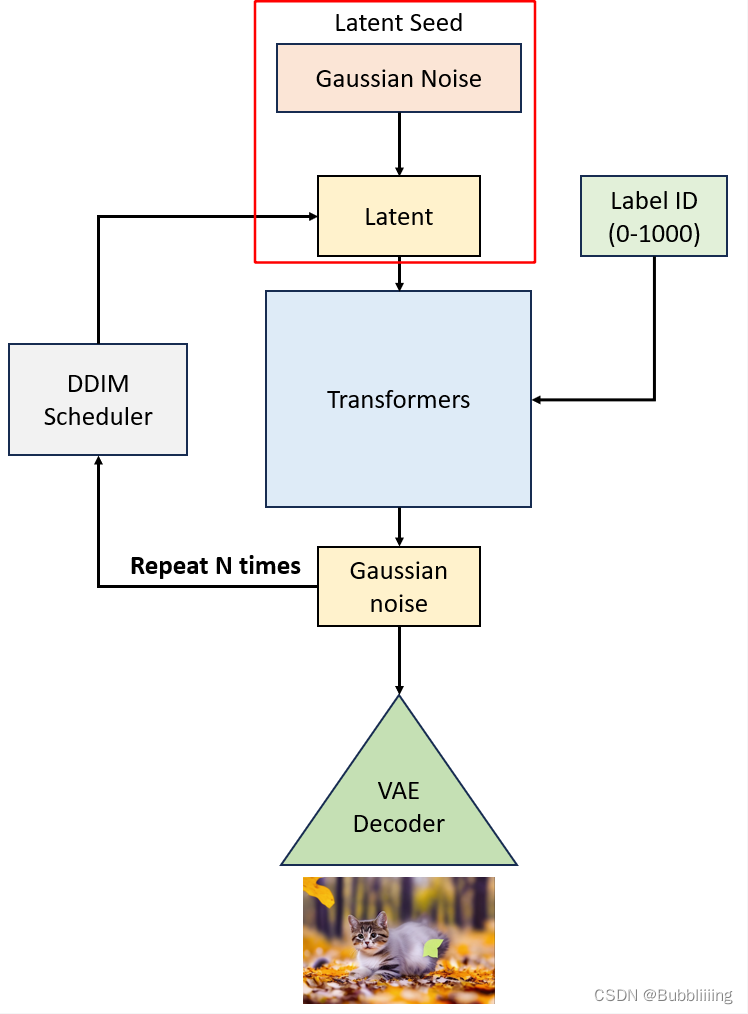 Latent Seed
Gaussian Noise
Latent
Label ID
(0-1000)
Transformers
DDIM
Scheduler
Repeat N times
Gaussian
noise
VAE
Decoder
CSDN @Bubbliiiing